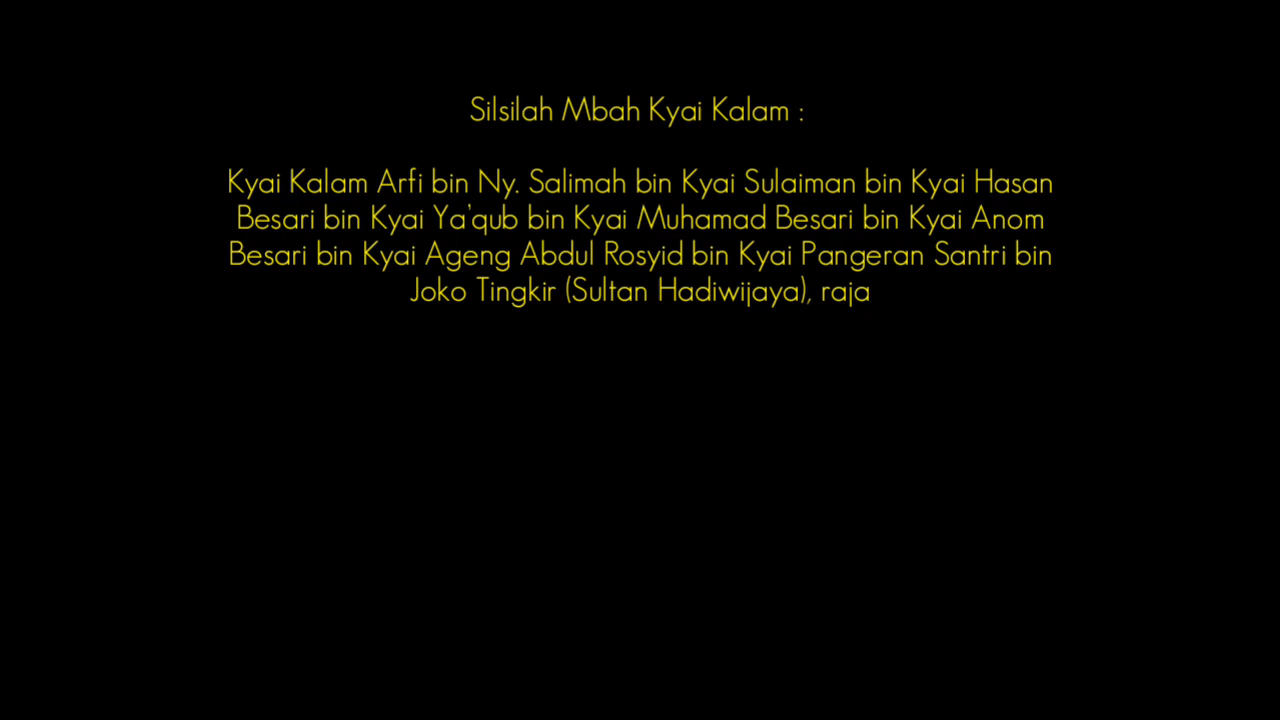 Silsilah Mbah Kyai Kalam :
Kyai Kalam Arfi bin Ny. Salimah bin Kyai Sulaiman bin Kyai Hasan
Besari bin Kyai Ya'qub bin Kyai Muhamad Besari bin Kyai Anom
Besari bin Kyai Ageng Abdul Rosyid bin Kyai Pangeran Santri bin
Joko Tingkir (Sultan Hadiwijaya), raja